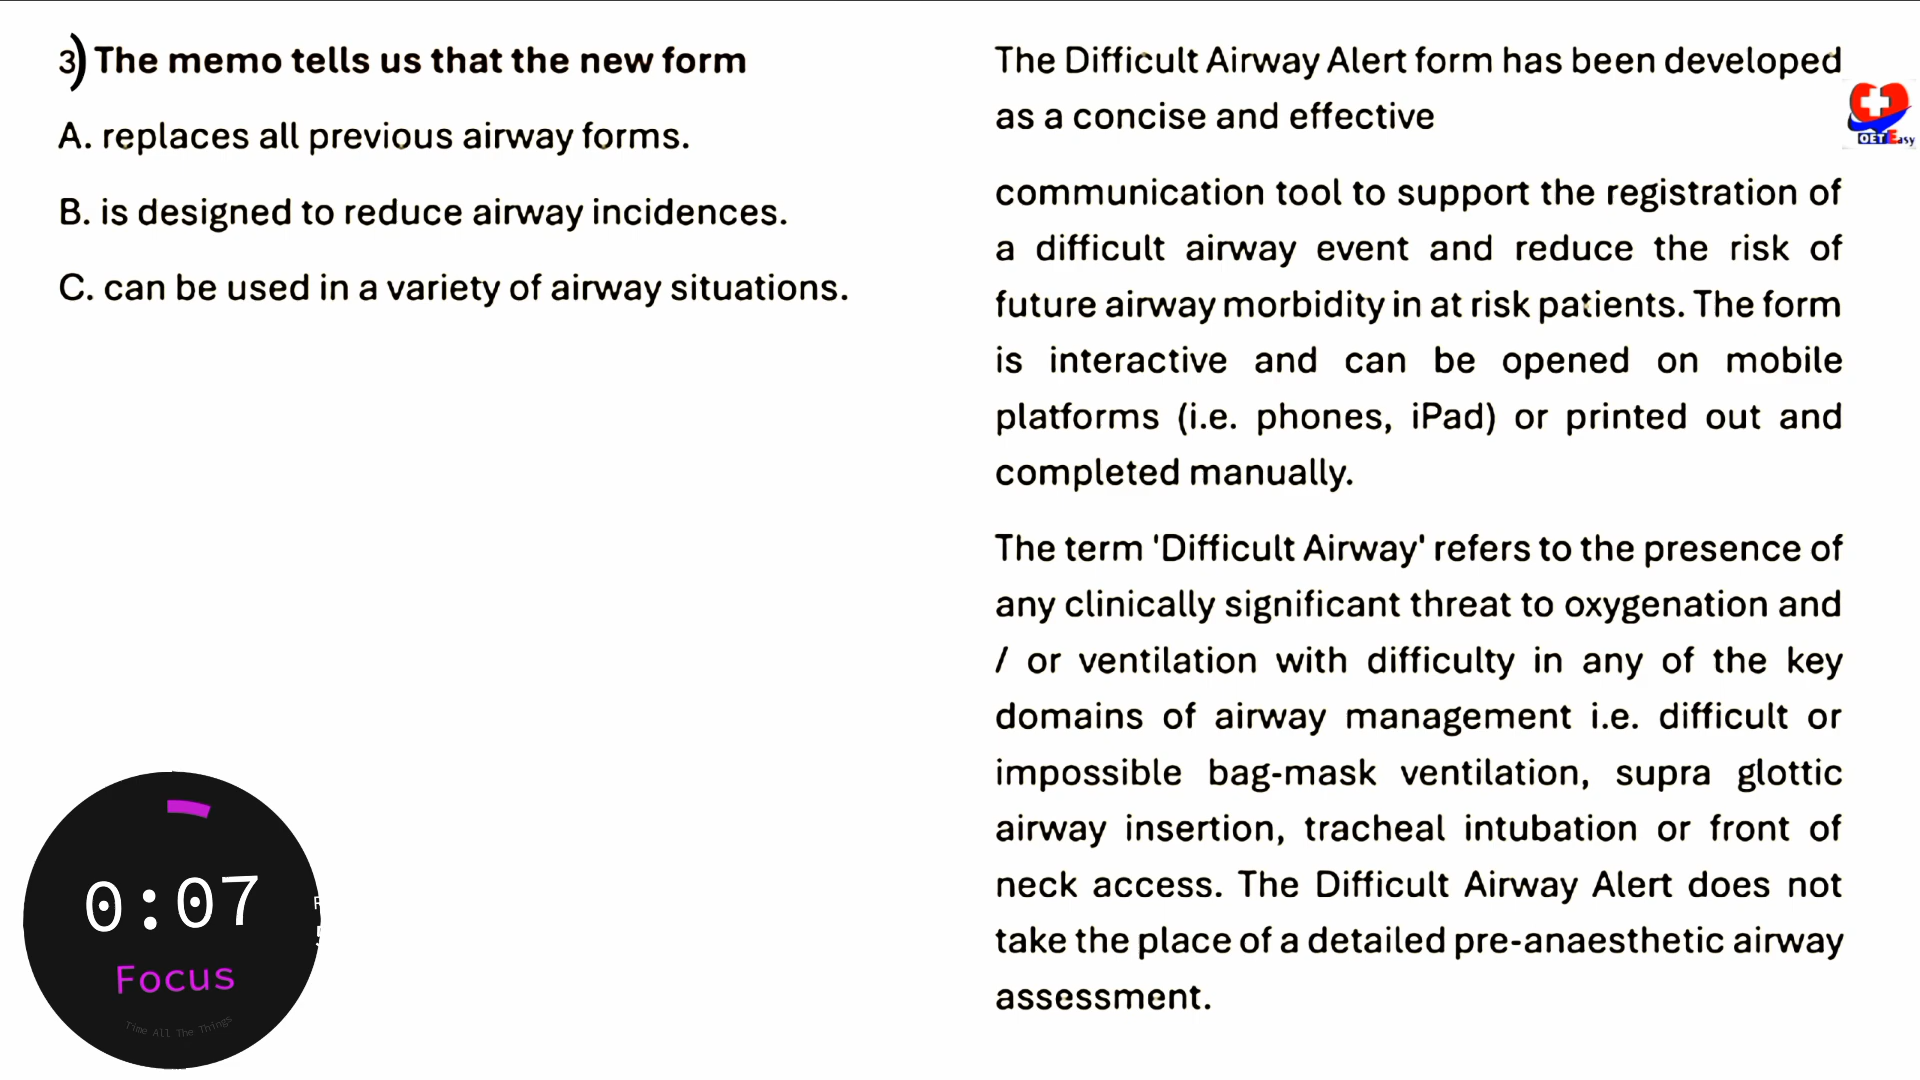 3) The memo tells us that the new form
A. replaces all previous airway forms.
B. is designed to reduce airway incidences.
C. can be used in a variety of airway situations.
The Difficult Airway Alert form has been developed
as a concise and effective
communication tool to support the registration of
a difficult airway event and reduce the risk of
future airway morbidity in at risk patients. The form
is interactive and can be opened on mobile
platforms (i.e. phones, iPad) or printed out and
completed manually.
The term 'Difficult Airway' refers to the presence of
any clinically significant threat to oxygenation and
/ or ventilation with difficulty in any of the key
domains of airway management i.e. difficult or
impossible bag-mask ventilation, supra glottic
airway insertion, tracheal intubation or front of
neck access. The Difficult Airway Alert does not
take the place of a detailed pre-anaesthetic airway
assessment.
OET Easy
0:07
Focus
Time All The Things